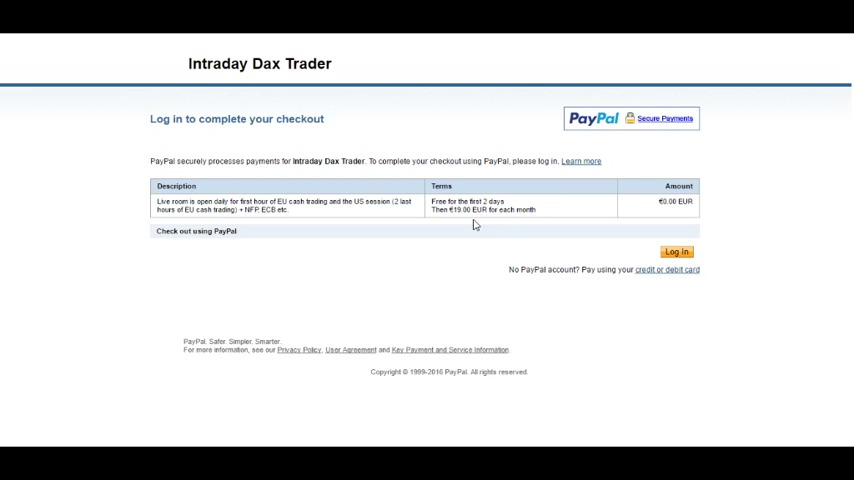 Intraday Dax Trader
Log in to complete your checkout
PayPal Secure Payments
PayPal securely processes payments for Intraday Dax Trader. To complete your checkout using PayPal, please log in. Learn more
Description Terms Amount
Live room is open daily for first hour of EU cash trading and the US session (2 last Free for the first 2 days €0.00 EUR
hours of EU cash trading) + NFP, ECB etc. Then €19.00 EUR for each month
Check out using PayPal
Log In
No PayPal account? Pay using your credit or debit card
PayPal. Safer. Simpler. Smarter.
For more information, see our Privacy Policy, User Agreement and Key Payment and Service Information.
Copyright © 1999-2016 PayPal. All rights reserved.